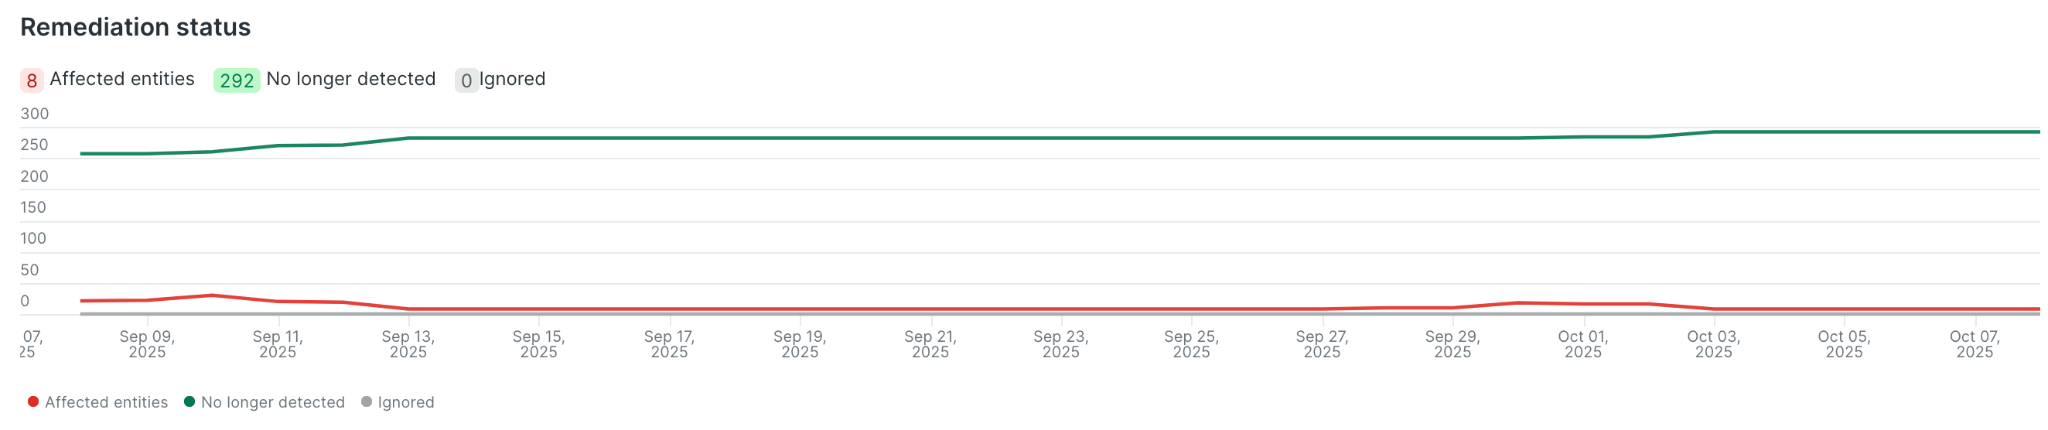 Remediation status
8 Affected entities 292 No longer detected 0 Ignored
300
250
200
150
100
50
0
07, Sep 09, Sep 11, Sep 13, Sep 15, Sep 17, Sep 19, Sep 21, Sep 23, Sep 25, Sep 27, Sep 29, Oct 01, Oct 03, Oct 05, Oct 07,
25 2025 2025 2025 2025 2025 2025 2025 2025 2025 2025 2025 2025 2025 2025 2025
Affected entities No longer detected Ignored